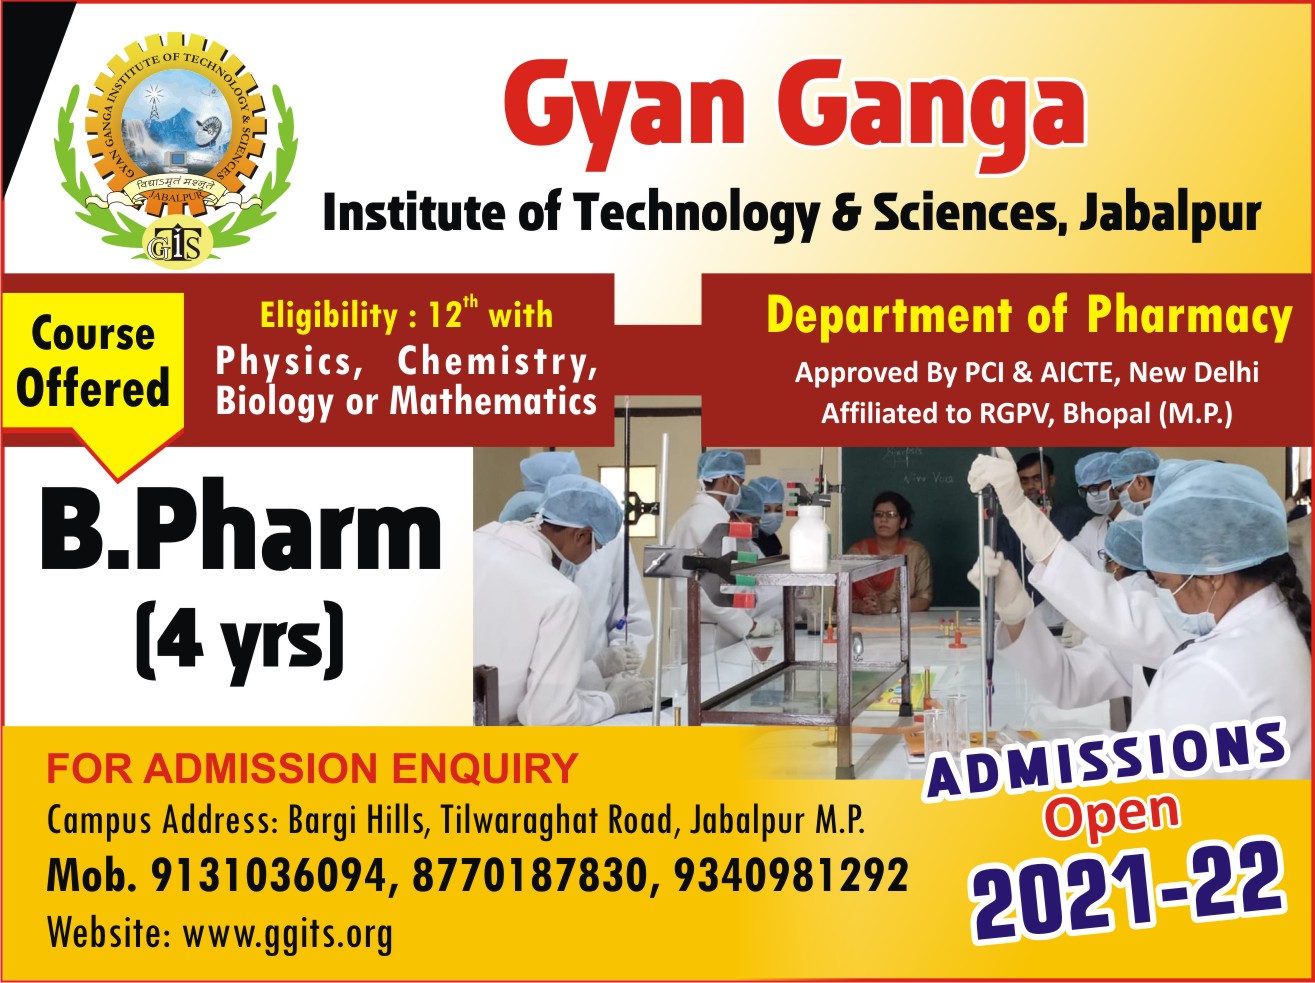 GYAN GANGA INSTITUTE OF TECHNOLOGY & SCIENCES
विद्याऽमृतं मश्नुते
JABALPUR
GGITS
Gyan Ganga
Institute of Technology & Sciences, Jabalpur
Course
Offered
Eligibility : 12th with
Physics, Chemistry,
Biology or Mathematics
Department of Pharmacy
Approved By PCI & AICTE, New Delhi
Affiliated to RGPV, Bhopal (M.P.)
B.Pharm
(4 yrs)
FOR ADMISSION ENQUIRY
Campus Address: Bargi Hills, Tilwaraghat Road, Jabalpur M.P.
Mob. 9131036094, 8770187830, 9340981292
Website: www.ggits.org
ADMISSIONS
Open
2021-22